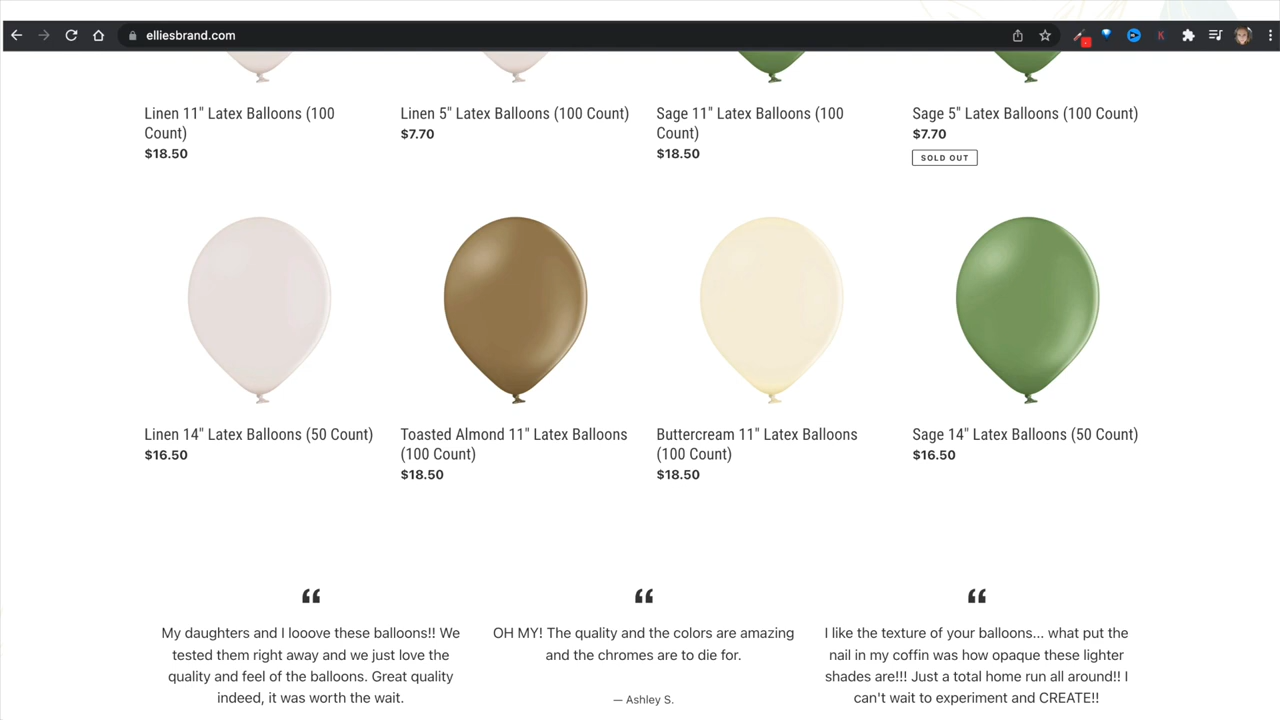 elliesbrand.com
Linen 11" Latex Balloons (100
Count)
$18.50
Linen 5" Latex Balloons (100 Count)
$7.70
Sage 11" Latex Balloons (100
Count)
$18.50
Sage 5" Latex Balloons (100 Count)
$7.70
SOLD OUT
Linen 14" Latex Balloons (50 Count)
$16.50
Toasted Almond 11" Latex Balloons
(100 Count)
$18.50
Buttercream 11" Latex Balloons
(100 Count)
$18.50
Sage 14" Latex Balloons (50 Count)
$16.50
“
My daughters and I looove these balloons!! We
tested them right away and we just love the
quality and feel of the balloons. Great quality
indeed, it was worth the wait.
“
OH MY! The quality and the colors are amazing
and the chromes are to die for.
— Ashley S.
“
I like the texture of your balloons... what put the
nail in my coffin was how opaque these lighter
shades are!!! Just a total home run all around!! I
can't wait to experiment and CREATE!!